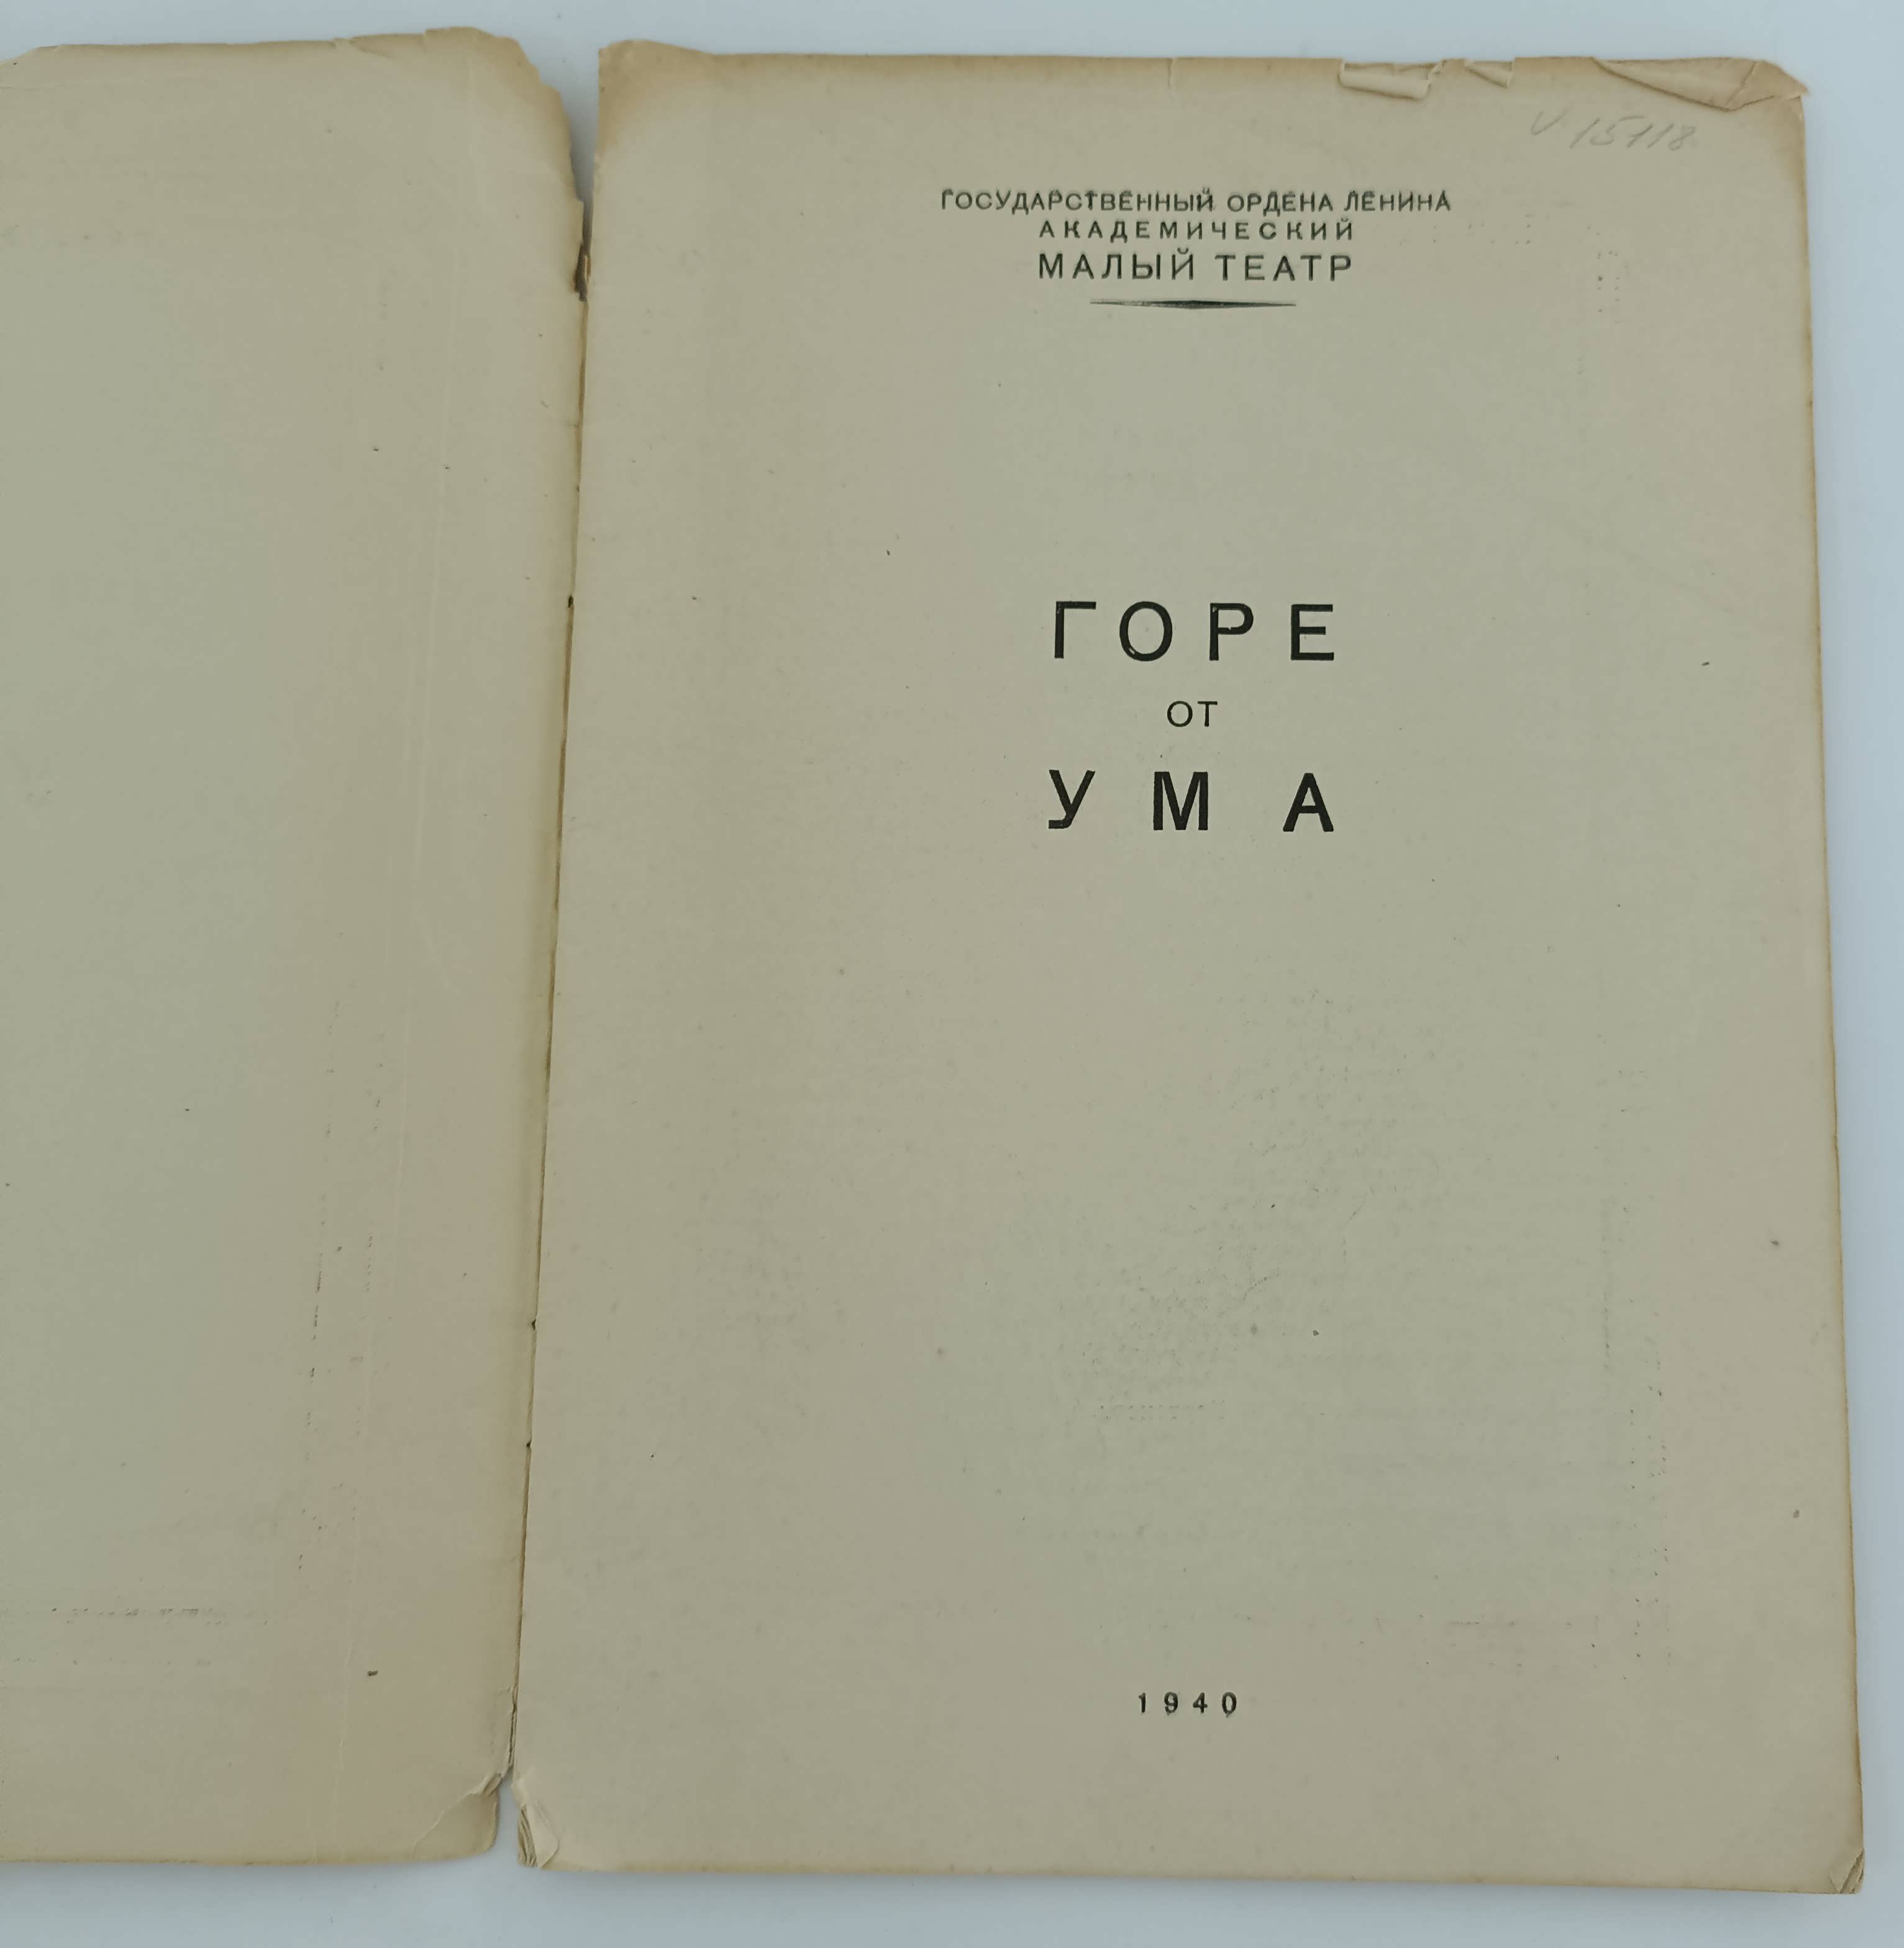 V 15118
ГОСУДАРСТВЕННЫЙ ОРДЕНА ЛЕНИНА
АКАДЕМИЧЕСКИЙ
МАЛЫЙ ТЕАТР
ГОРЕ
ОТ
УМА
1940